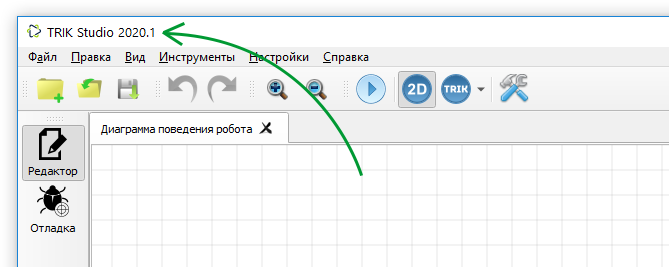 TRIK Studio 2020.1
Файл Правка Вид Инструменты Настройки Справка
2D TRIK
Диаграмма поведения робота
Редактор
Отладка